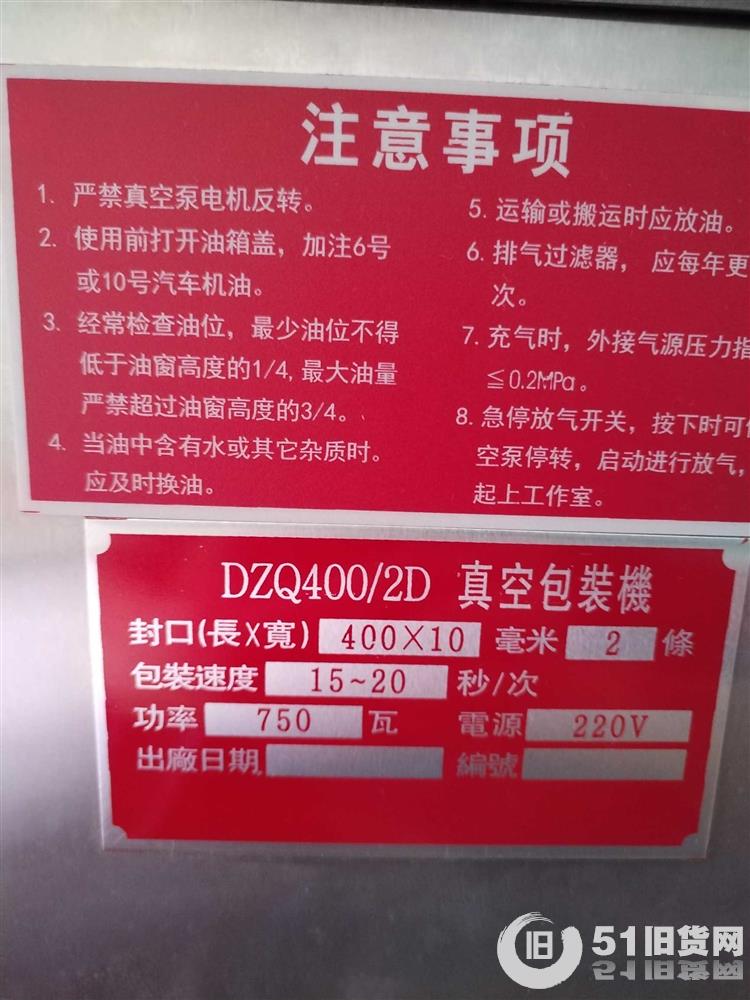 注意事项
1. 严禁真空泵电机反转。
2. 使用前打开油箱盖，加注6号
或10号汽车机油。
3. 经常检查油位，最少油位不得
低于油窗高度的1/4,最大油量
严禁超过油窗高度的3/4。
4. 当油中含有水或其它杂质时。
应及时换油。
5. 运输或搬运时应放油。
6. 排气过滤器， 应每年更
次。
7. 充气时，外接气源压力指
≦0.2MPa。
8. 急停放气开关，按下时可使
空泵停转，启动进行放气，
起上工作室。
DZQ400/2D 真空包装機
封口(長X寬) 400×10 毫米 2 條
包裝速度 15~20 秒/次
功率 750 瓦 電源 220V
出廠日期 編號
旧 51旧货网